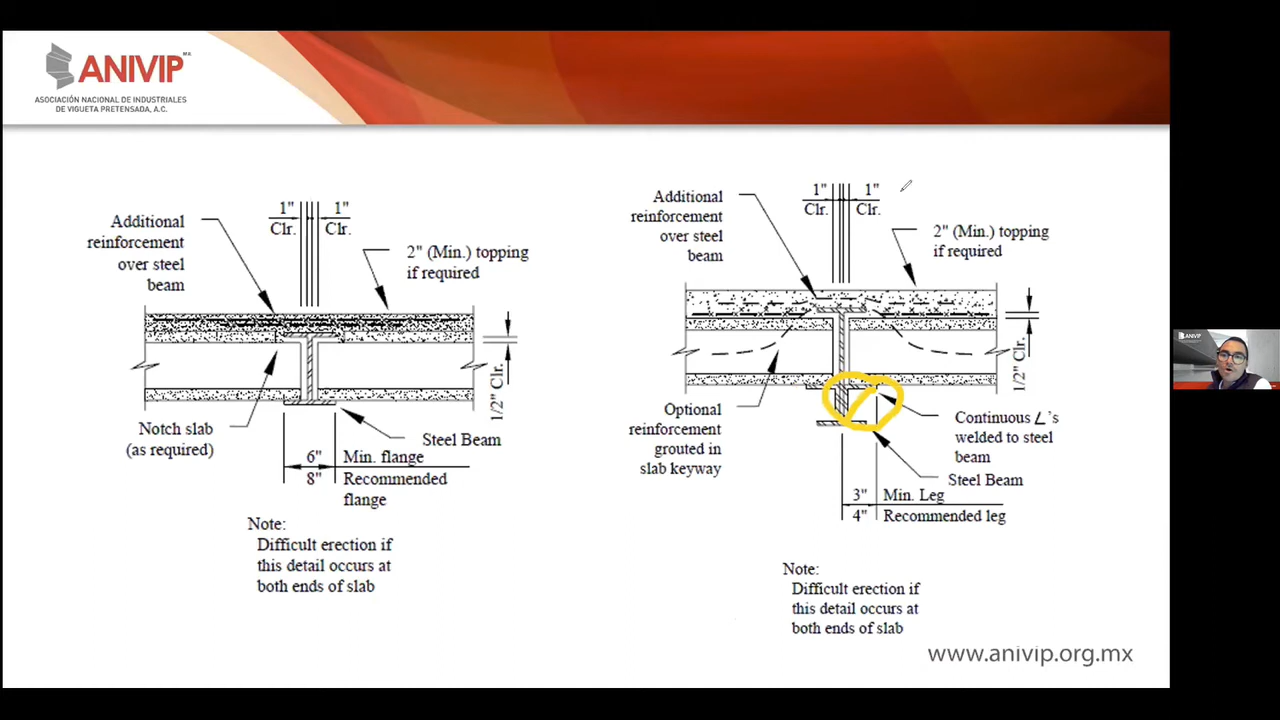 ANIVIP MR
ASOCIACIÓN NACIONAL DE INDUSTRIALES
DE VIGUETA PRETENSADA, A.C.
Additional
reinforcement
over steel
beam
1" 1"
Clr. Clr.
2" (Min.) topping
if required
1/2" Clr.
Notch slab
(as required)
Steel Beam
6" Min. flange
8" Recommended
flange
Note:
Difficult erection if
this detail occurs at
both ends of slab
Additional
reinforcement
over steel
beam
1" 1"
Clr. Clr.
2" (Min.) topping
if required
1/2" Clr.
Optional
reinforcement
grouted in
slab keyway
Continuous ∠'s
welded to steel
beam
Steel Beam
3" Min. Leg
4" Recommended leg
Note:
Difficult erection if
this detail occurs at
both ends of slab
www.anivip.org.mx
ANIVIP